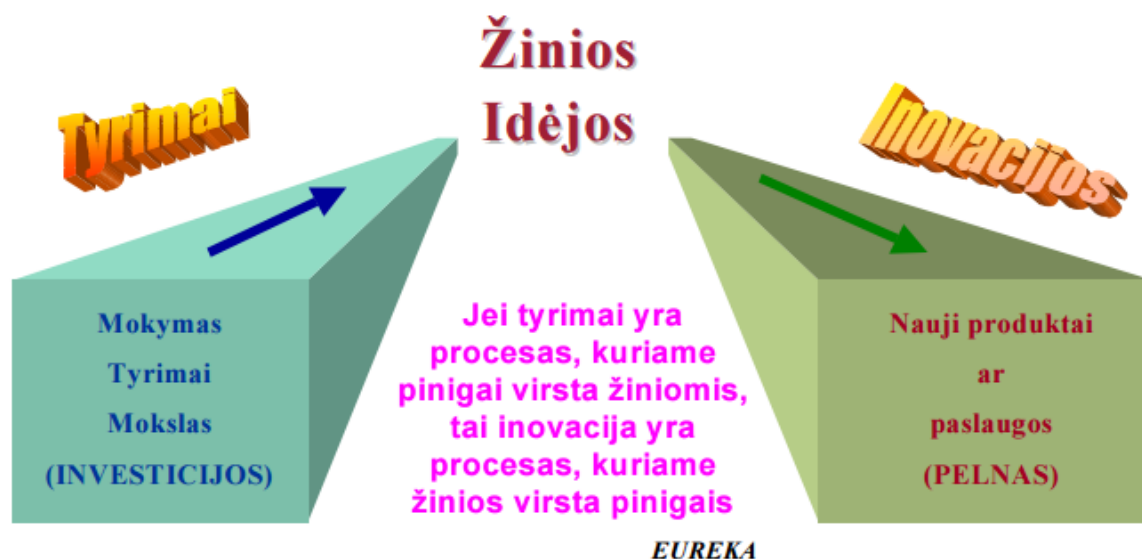 Žinios
Idėjos
Tyrimai
Inovacijos
Mokymas
Tyrimai
Mokslas
(INVESTICIJOS)
Jei tyrimai yra
procesas, kuriame
pinigai virsta žiniomis,
tai inovacija yra
procesas, kuriame
žinios virsta pinigais
EUREKA
Nauji produktai
ar
paslaugos
(PELNAS)